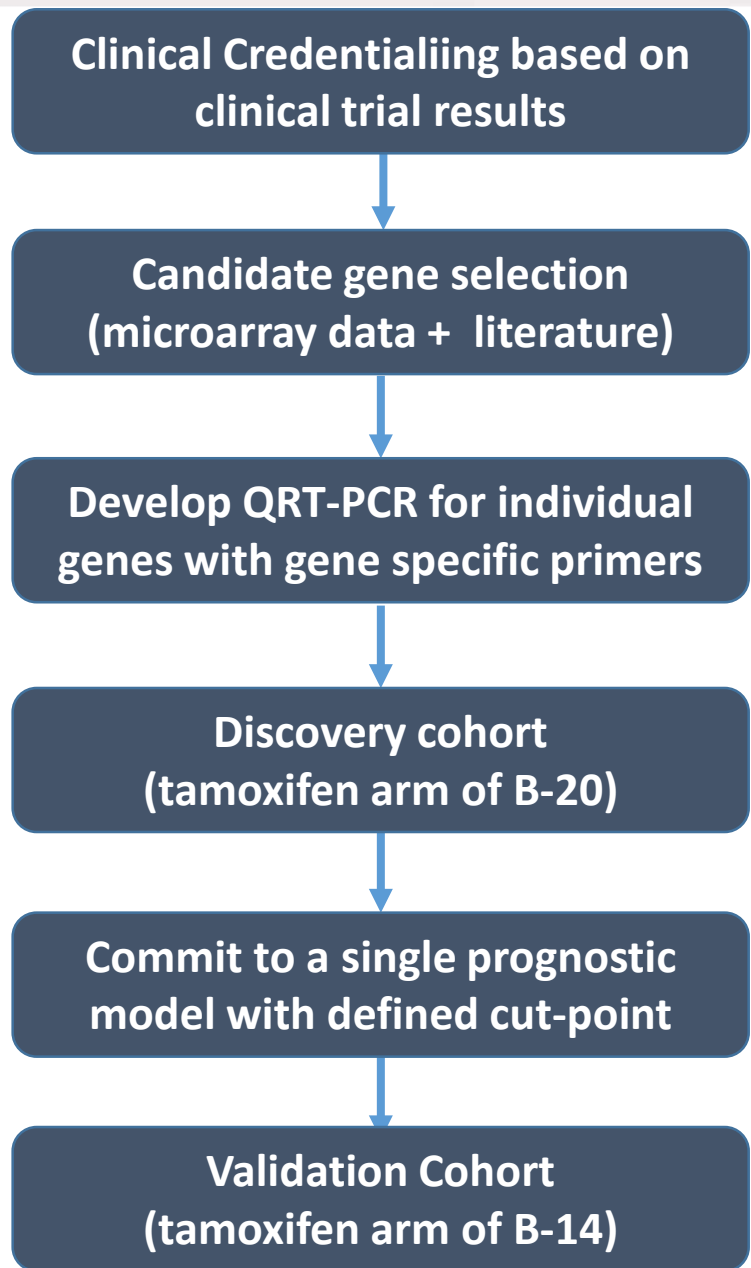 Clinical Credentialiing based on
clinical trial results
Candidate gene selection
(microarray data +  literature)
Develop QRT-PCR for individual
genes with gene specific primers
Discovery cohort
(tamoxifen arm of B-20)
Commit to a single prognostic
model with defined cut-point
Validation Cohort
(tamoxifen arm of B-14)